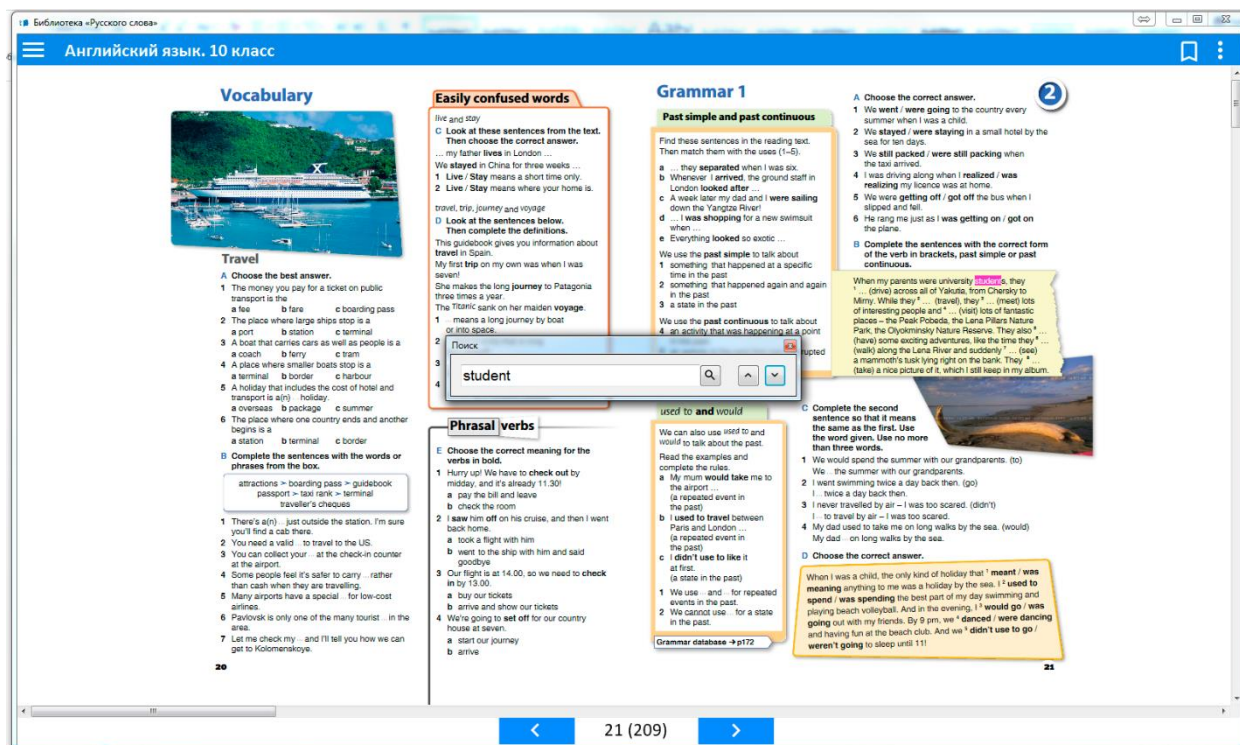 Библиотека «Русского слова»
Английский язык. 10 класс
Vocabulary
Travel
A Choose the best answer.
1 The money you pay for a ticket on public
transport is the
a fee b fare c boarding pass
2 The place where large ships stop is a
a port b station c terminal
3 A boat that carries cars as well as people is a
a coach b ferry c tram
4 A place where smaller boats stop is a
a terminal b border c harbour
5 A holiday that includes the cost of hotel and
transport is a(n) ... holiday.
a overseas b package c summer
6 The place where one country ends and another
begins is a
a station b terminal c border
B Complete the sentences with the words or
phrases from the box.
attractions ➢ boarding pass ➢ guidebook
passport ➢ taxi rank ➢ terminal
traveller's cheques
1 There's a(n) ... just outside the station. I'm sure
you'll find a cab there.
2 You need a valid ... to travel to the US.
3 You can collect your ... at the check-in counter
at the airport.
4 Some people feel it's safer to carry ... rather
than cash when they are travelling.
5 Many airports have a special ... for low-cost
airlines.
6 Pavlovsk is only one of the many tourist ... in the
area.
7 Let me check my ... and I'll tell you how we can
get to Kolomenskoye.
20
Easily confused words
live and stay
C Look at these sentences from the text.
Then choose the correct answer.
... my father lives in London ...
We stayed in China for three weeks ...
1 Live / Stay means a short time only.
2 Live / Stay means where your home is.
travel, trip, journey and voyage
D Look at the sentences below.
Then complete the definitions.
This guidebook gives you information about
travel in Spain.
My first trip on my own was when I was
seven!
She makes the long journey to Patagonia
three times a year.
The Titanic sank on her maiden voyage.
1 ... means a long journey by boat
or into space.
2
3
4
Поиск
student
Phrasal verbs
E Choose the correct meaning for the
verbs in bold.
1 Hurry up! We have to check out by
midday, and it's already 11.30!
a pay the bill and leave
b check the room
2 I saw him off on his cruise, and then I went
back home.
a took a flight with him
b went to the ship with him and said
goodbye
3 Our flight is at 14.00, so we need to check
in by 13.00.
a buy our tickets
b arrive and show our tickets
4 We're going to set off for our country
house at seven.
a start our journey
b arrive
Grammar 1
Past simple and past continuous
Find these sentences in the reading text.
Then match them with the uses (1–5).
a ... they separated when I was six.
b Whenever I arrived, the ground staff in
London looked after ...
c A week later my dad and I were sailing
down the Yangtze River!
d ... I was shopping for a new swimsuit
when ...
e Everything looked so exotic ...
We use the past simple to talk about
1 something that happened at a specific
time in the past
2 something that happened again and again
in the past
3 a state in the past
We use the past continuous to talk about
4 an activity that was happening at a point
used to and would
We can also use used to and
would to talk about the past.
Read the examples and
complete the rules.
a My mum would take me to
the airport ...
(a repeated event in
the past)
b I used to travel between
Paris and London ...
(a repeated event in
the past)
c I didn't use to like it
at first.
(a state in the past)
1 We use ... and ... for repeated
events in the past.
2 We cannot use ... for a state
in the past.
Grammar database → p172
2
A Choose the correct answer.
1 We went / were going to the country every
summer when I was a child.
2 We stayed / were staying in a small hotel by the
sea for ten days.
3 We still packed / were still packing when
the taxi arrived.
4 I was driving along when I realized / was
realizing my licence was at home.
5 We were getting off / got off the bus when I
slipped and fell.
6 He rang me just as I was getting on / got on
the plane.
B Complete the sentences with the correct form
of the verb in brackets, past simple or past
continuous.
When my parents were university students, they
1 ... (drive) across all of Yakutia, from Chersky to
Mirny. While they 2 ... (travel), they 3 ... (meet) lots
of interesting people and 4 ... (visit) lots of fantastic
places – the Peak Pobeda, the Lena Pillars Nature
Park, the Olyokminsky Nature Reserve. They also 5 ...
(have) some exciting adventures, like the time they 6 ...
(walk) along the Lena River and suddenly 7 ... (see)
a mammoth's tusk lying right on the bank. They 8 ...
(take) a nice picture of it, which I still keep in my album.
C Complete the second
sentence so that it means
the same as the first. Use
the word given. Use no more
than three words.
1 We would spend the summer with our grandparents. (to)
We ... the summer with our grandparents.
2 I went swimming twice a day back then. (go)
I ... twice a day back then.
3 I never travelled by air – I was too scared. (didn't)
I ... to travel by air – I was too scared.
4 My dad used to take me on long walks by the sea. (would)
My dad ... on long walks by the sea.
D Choose the correct answer.
When I was a child, the only kind of holiday that 1 meant / was
meaning anything to me was a holiday by the sea. I 2 used to
spend / was spending the best part of my day swimming and
playing beach volleyball. And in the evening, I 3 would go / was
going out with my friends. By 9 pm, we 4 danced / were dancing
and having fun at the beach club. And we 5 didn't use to go /
weren't going to sleep until 11!
21
21 (209)